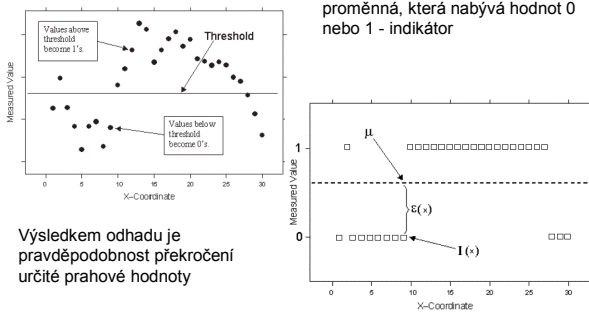 proměnná, která nabývá hodnot 0
nebo 1 - indikátor
Values above
threshold
become 1's.
Threshold
Values below
threshold
become 0's.
Measured Value
0 5 10 15 20 25 30
X–Coordinate
Výsledkem odhadu je
pravděpodobnost překročení
určité prahové hodnoty
μ
1
ε(x)
0
I(x)
Measured Value
0 5 10 15 20 25 30
X–Coordinate